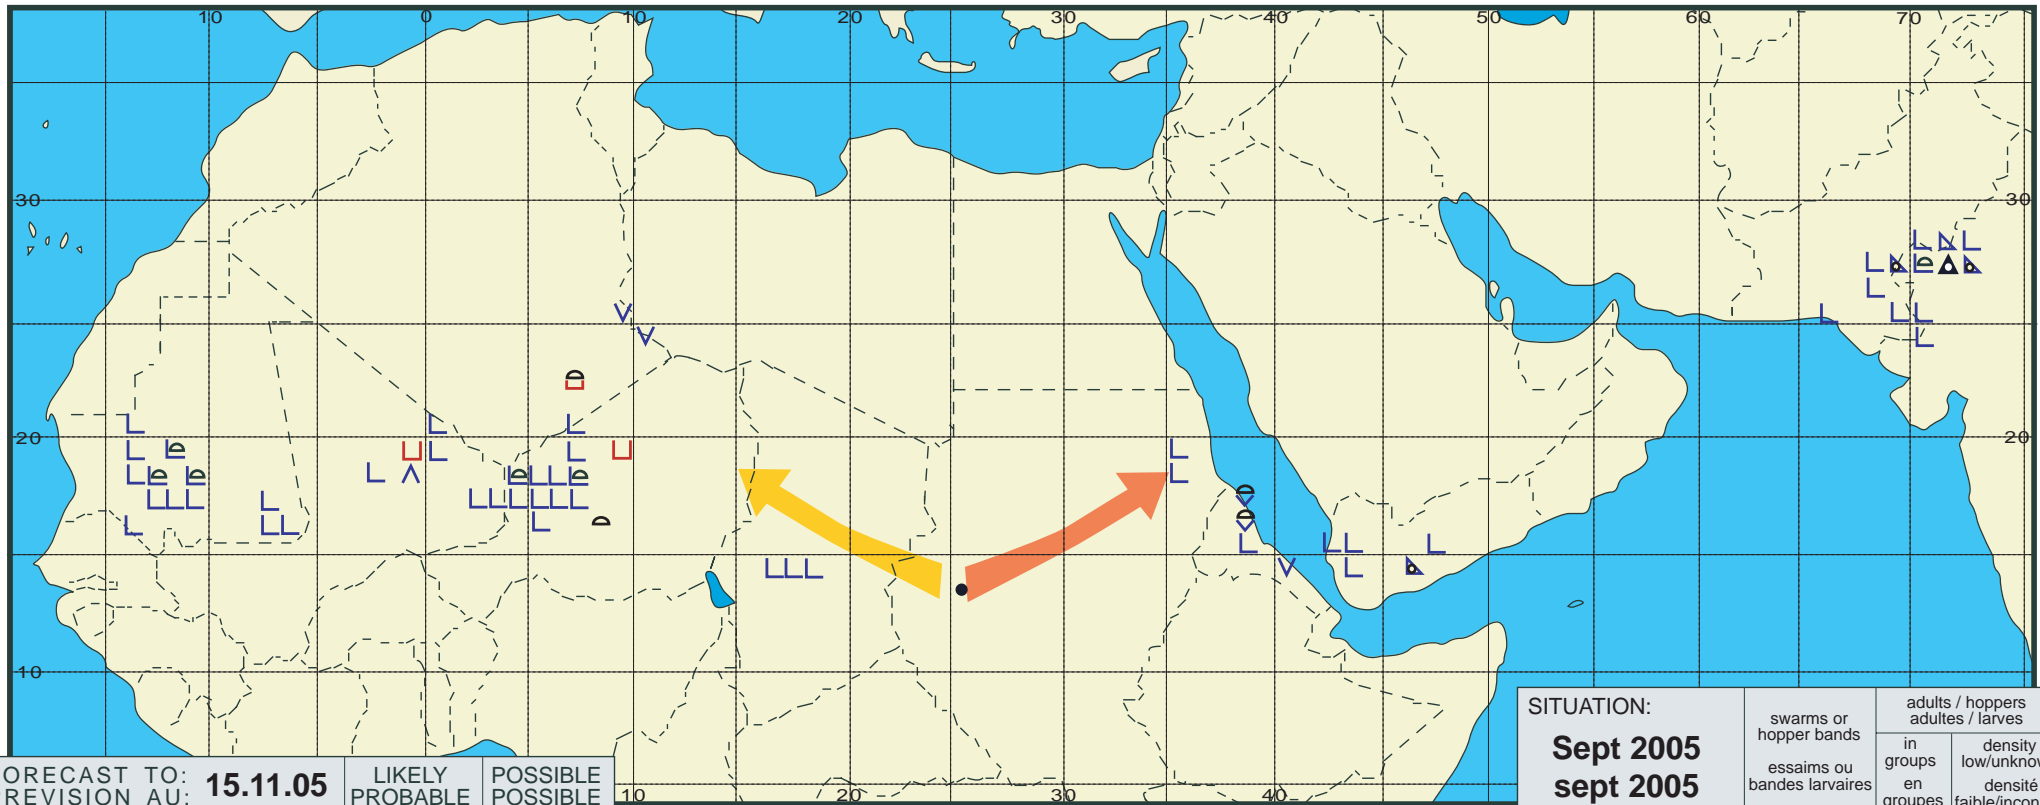 10 0 10 20 30 40 50 60 70
30 30
20 20
10
10 20 30 40
ORECAST TO:
REVISION AU:
15.11.05
LIKELY
PROBABLE
POSSIBLE
POSSIBLE
SITUATION:
Sept 2005
sept 2005
swarms or
hopper bands
essaims ou
bandes larvaires
adults / hoppers
adultes / larves
in
groups
en
groupes
density
low/unknow
densité